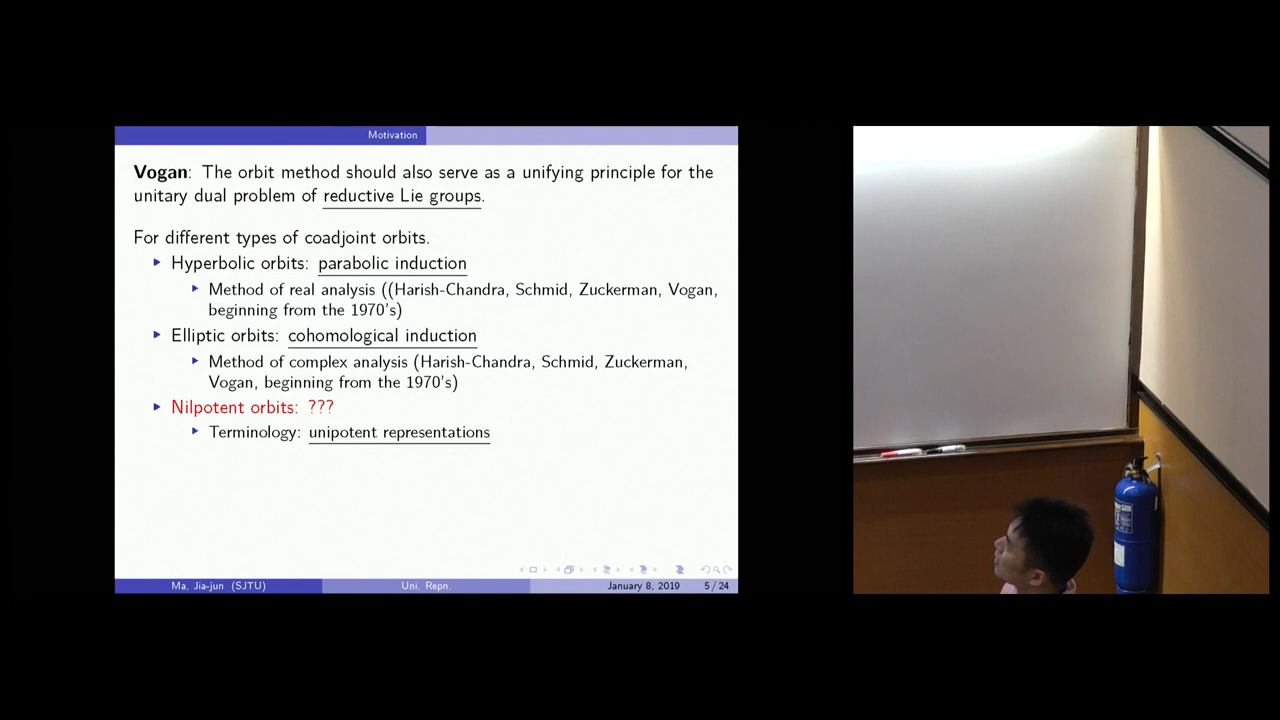 Motivation
Vogan: The orbit method should also serve as a unifying principle for the
unitary dual problem of reductive Lie groups.
For different types of coadjoint orbits.
Hyperbolic orbits: parabolic induction
Method of real analysis ((Harish-Chandra, Schmid, Zuckerman, Vogan,
beginning from the 1970's)
Elliptic orbits: cohomological induction
Method of complex analysis (Harish-Chandra, Schmid, Zuckerman,
Vogan, beginning from the 1970's)
Nilpotent orbits: ???
Terminology: unipotent representations
Ma, Jia-jun (SJTU) Uni. Repn. January 8, 2019 5 / 24